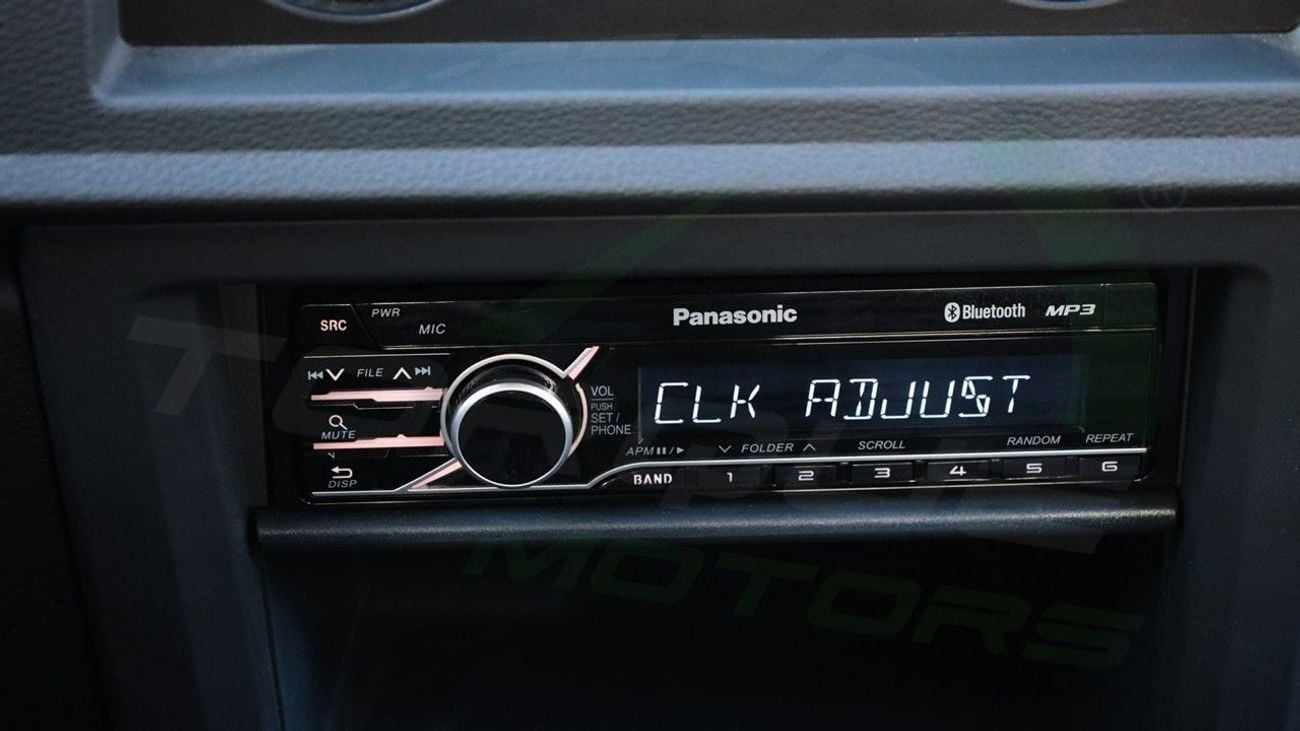 SRC PWR MIC Panasonic Bluetooth MP3
FILE
MUTE
DISP
VOL
PUSH
SET/
PHONE
CLK ADJUST
APM FOLDER SCROLL RANDOM REPEAT
BAND 1 2 3 4 5 6
MOTORS
®